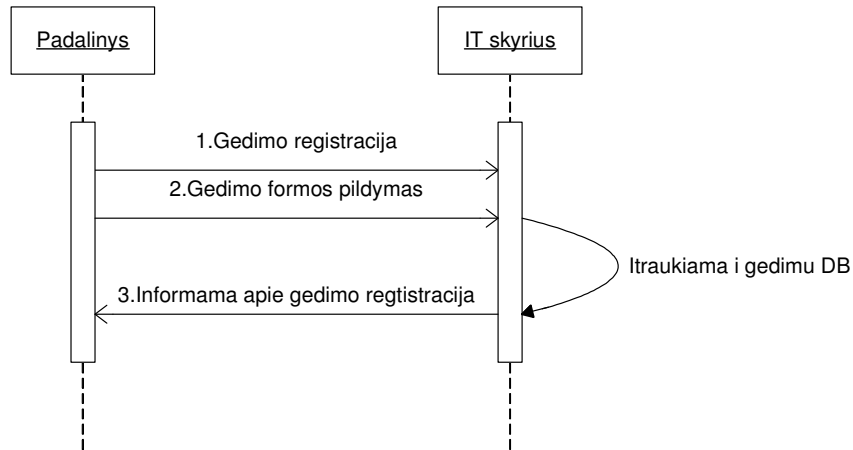 Padalinys
IT skyrius
1.Gedimo registracija
2.Gedimo formos pildymas
Itraukiama i gedimu DB
3.Informama apie gedimo regtistracija